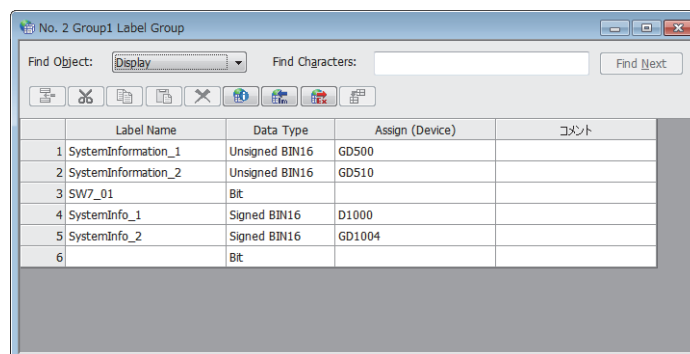 No. 2 Group1 Label Group
Find Object: Display Find Characters: Find Next
Label Name Data Type Assign (Device) コメント
1 SystemInformation_1 Unsigned BIN16 GD500
2 SystemInformation_2 Unsigned BIN16 GD510
3 SW7_01 Bit
4 SystemInfo_1 Signed BIN16 D1000
5 SystemInfo_2 Signed BIN16 GD1004
6 Bit